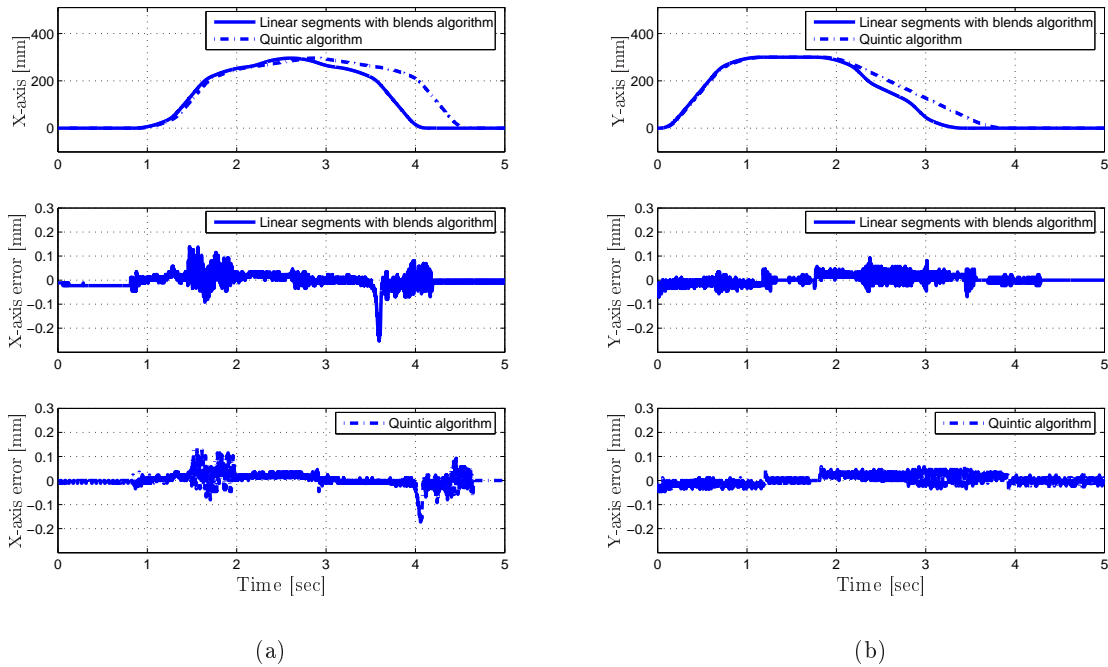 Linear segments with blends algorithm
Quintic algorithm
X-axis [mm]
400
200
0
0 1 2 3 4 5
Linear segments with blends algorithm
X-axis error [mm]
0.3
0.2
0.1
0
−0.1
−0.2
0 1 2 3 4 5
Quintic algorithm
X-axis error [mm]
0.3
0.2
0.1
0
−0.1
−0.2
0 1 2 3 4 5
Time [sec]
(a)
Linear segments with blends algorithm
Quintic algorithm
Y-axis [mm]
400
200
0
0 1 2 3 4 5
Linear segments with blends algorithm
Y-axis error [mm]
0.3
0.2
0.1
0
−0.1
−0.2
0 1 2 3 4 5
Quintic algorithm
Y-axis error [mm]
0.3
0.2
0.1
0
−0.1
−0.2
0 1 2 3 4 5
Time [sec]
(b)